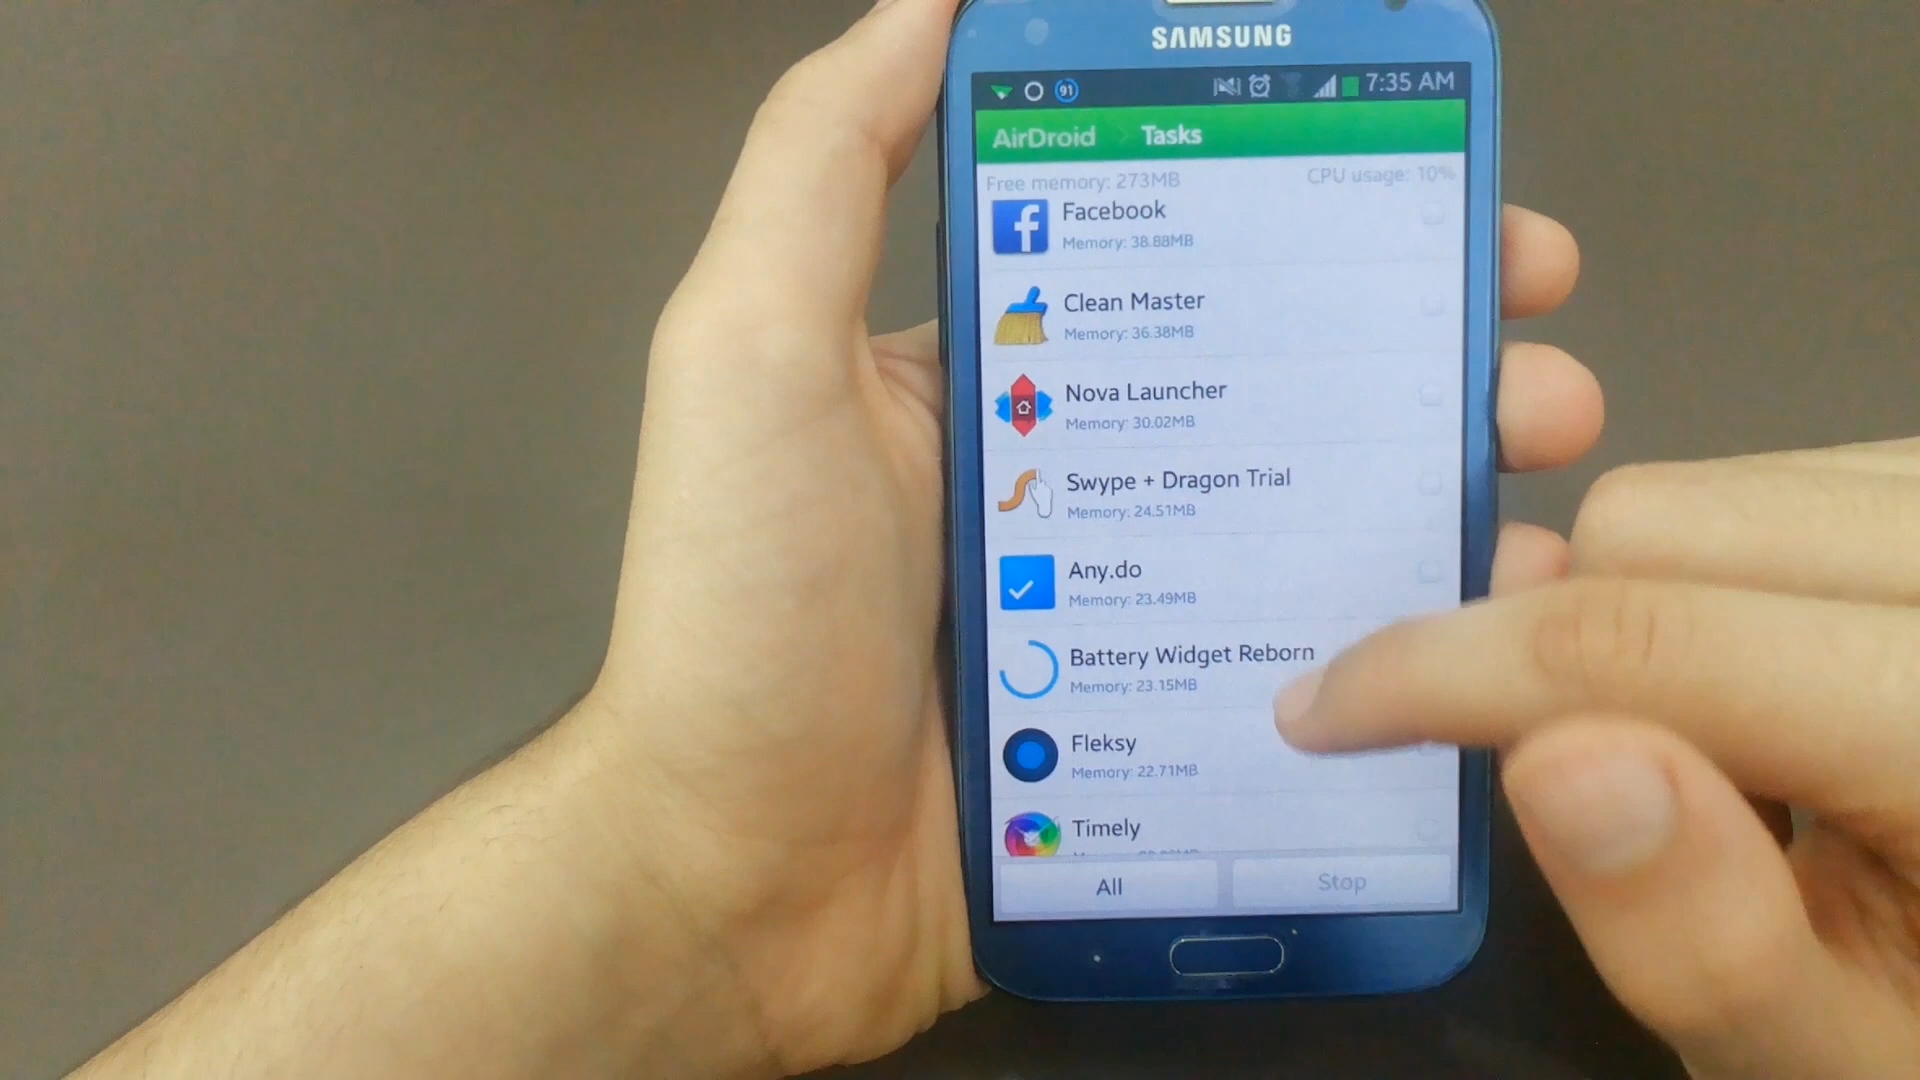 SAMSUNG
91 7:35 AM
AirDroid Tasks
Free memory: 273MB CPU usage: 10%
Facebook
Memory: 38.88MB
Clean Master
Memory: 36.38MB
Nova Launcher
Memory: 30.02MB
Swype + Dragon Trial
Memory: 24.51MB
Any.do
Memory: 23.49MB
Battery Widget Reborn
Memory: 23.15MB
Fleksy
Memory: 22.71MB
Timely
All Stop